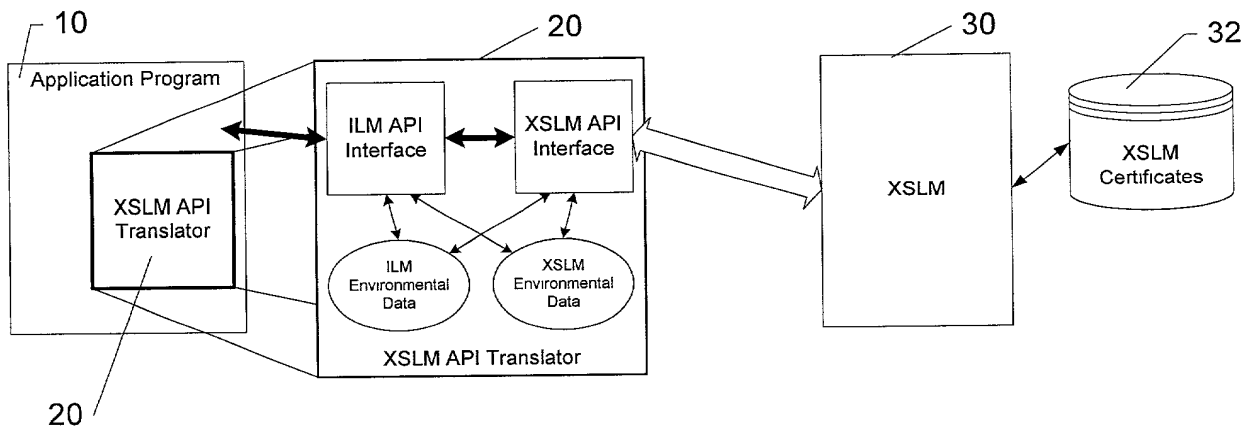 10
20
30
32
Application Program
ILM API
Interface
XSLM API
Interface
XSLM API
Translator
XSLM
XSLM
Certificates
ILM
Environmental
Data
XSLM
Environmental
Data
XSLM API Translator
20